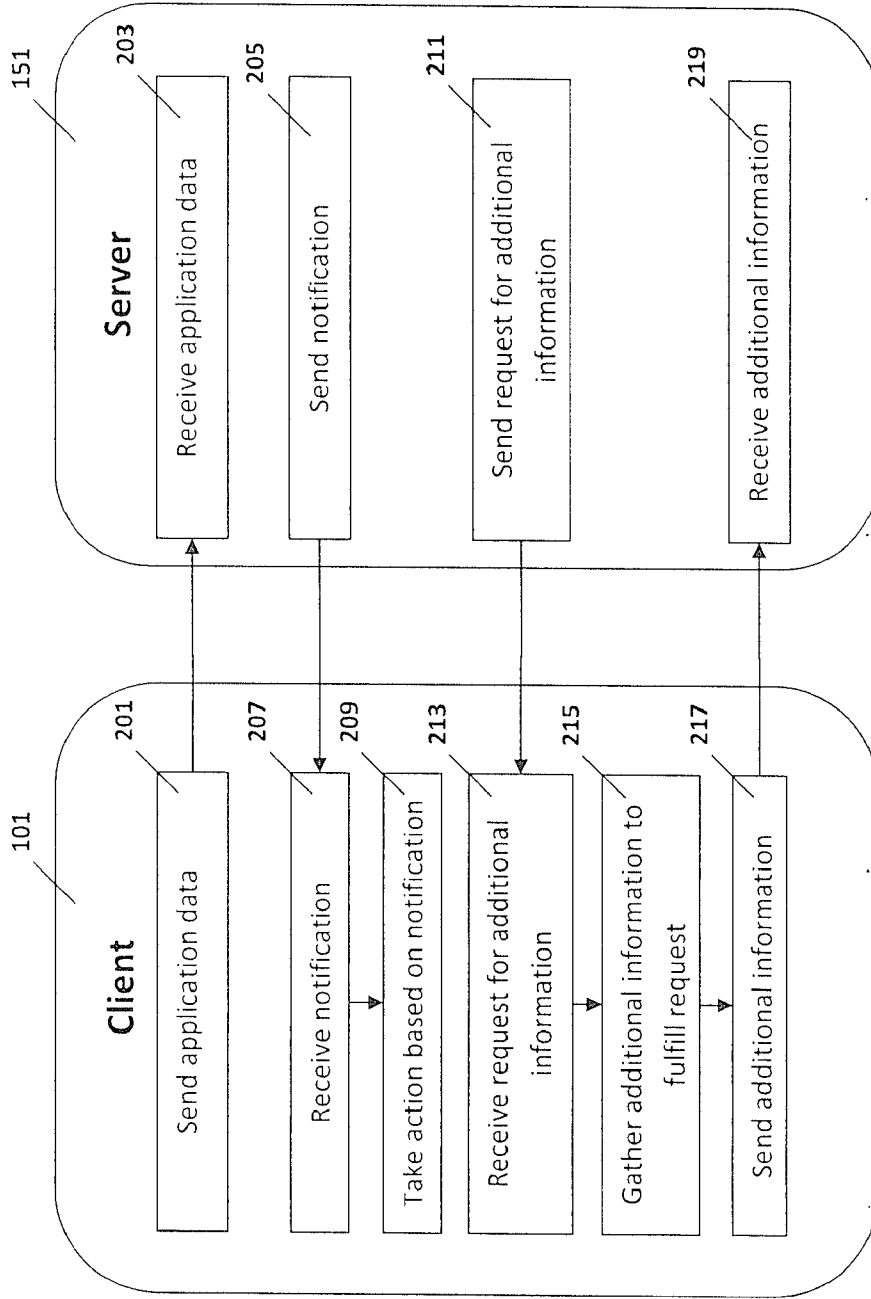 101
Client
201
Send application data
207
Receive notification
209
Take action based on notification
213
Receive request for additional
information
215
Gather additional information to
fulfill request
217
Send additional information
151
Server
203
Receive application data
205
Send notification
211
Send request for additional
information
219
Receive additional information